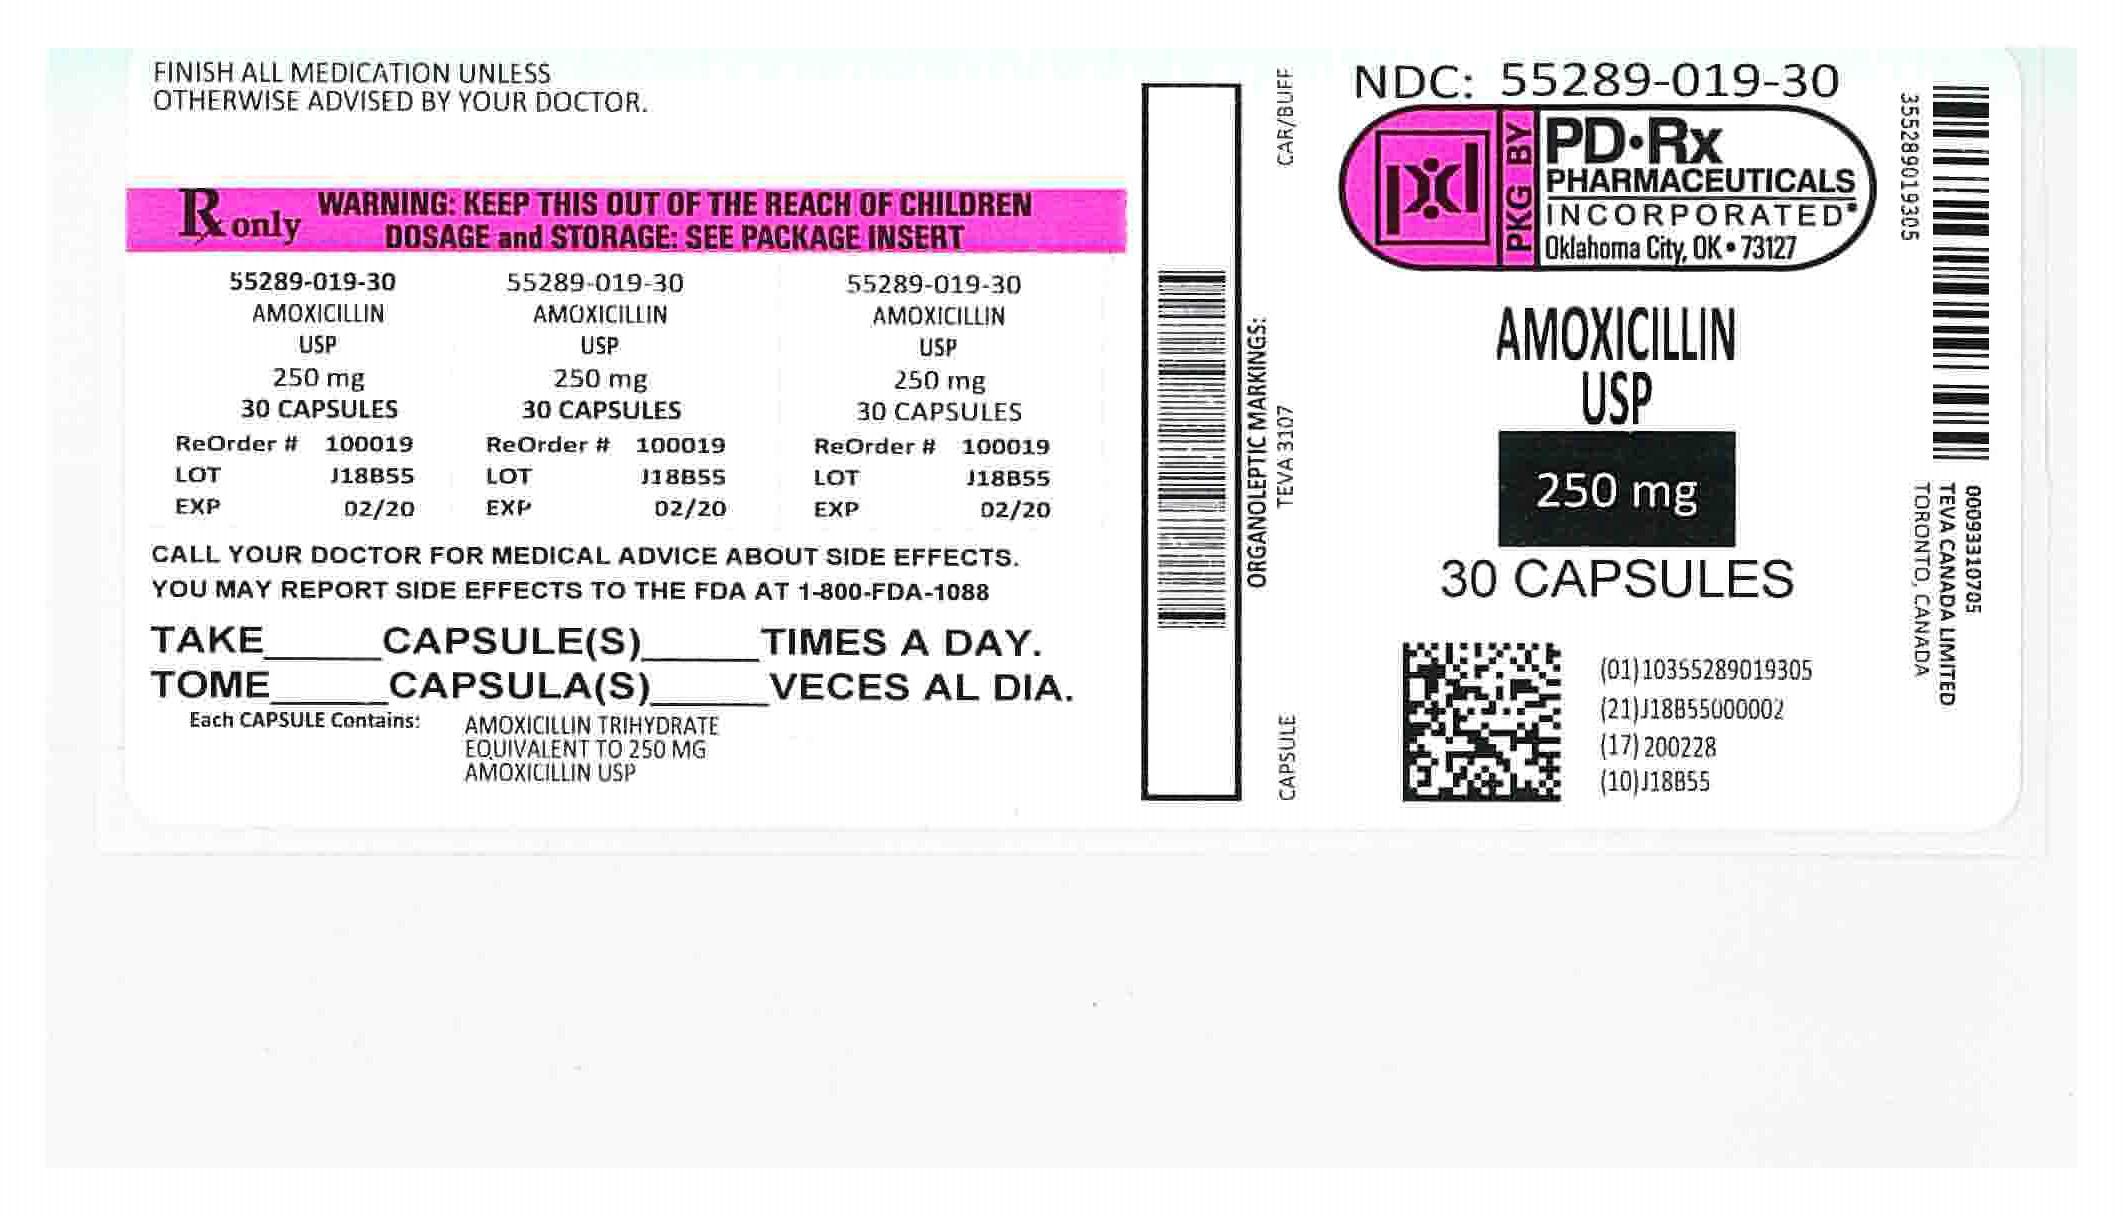 FINISH ALL MEDICATION UNLESS
OTHERWISE ADVISED BY YOUR DOCTOR.
Rx only
WARNING: KEEP THIS OUT OF THE REACH OF CHILDREN
DOSAGE and STORAGE: SEE PACKAGE INSERT
55289-019-30
AMOXICILLIN
USP
250 mg
30 CAPSULES
ReOrder # 100019
LOT J18B55
EXP 02/20
55289-019-30
AMOXICILLIN
USP
250 mg
30 CAPSULES
ReOrder # 100019
LOT J18B55
EXP 02/20
55289-019-30
AMOXICILLIN
USP
250 mg
30 CAPSULES
ReOrder # 100019
LOT J18B55
EXP 02/20
CALL YOUR DOCTOR FOR MEDICAL ADVICE ABOUT SIDE EFFECTS.
YOU MAY REPORT SIDE EFFECTS TO THE FDA AT 1-800-FDA-1088
TAKE_____CAPSULE(S)_____TIMES A DAY.
TOME_____CAPSULA(S)_____VECES AL DIA.
Each CAPSULE Contains:
AMOXICILLIN TRIHYDRATE
EQUIVALENT TO 250 MG
AMOXICILLIN USP
ORGANOLEPTIC MARKINGS:
CAPSULE TEVA 3107 CAR/BUFF
NDC: 55289-019-30
PKG BY
PD·Rx
PHARMACEUTICALS
INCORPORATED®
Oklahoma City, OK • 73127
AMOXICILLIN
USP
250 mg
30 CAPSULES
(01)10355289019305
(21)J18B55000002
(17)200228
(10)J18B55
355289019305
00093310705
TEVA CANADA LIMITED
TORONTO, CANADA